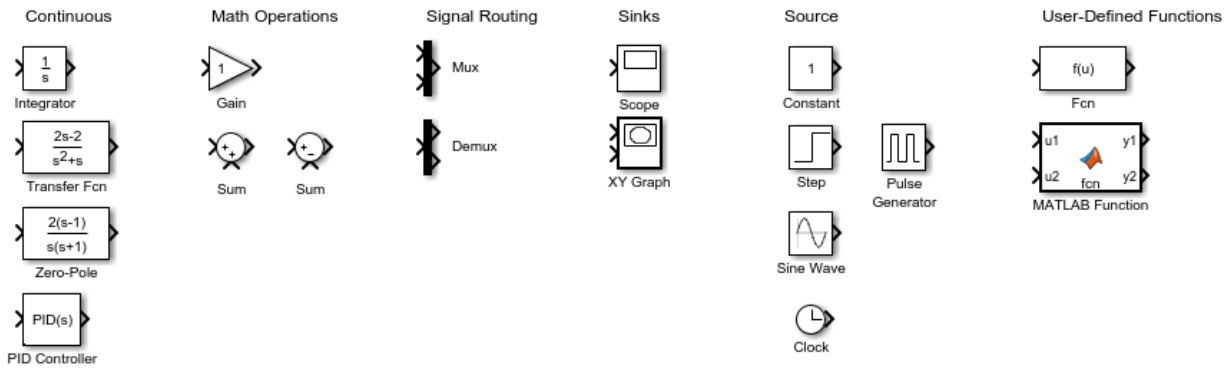 Continuous Math Operations Signal Routing Sinks Source User-Defined Functions
1
s
Integrator
2s-2
s²+s
Transfer Fcn
2(s-1)
s(s+1)
Zero-Pole
PID(s)
PID Controller
1
Gain
+
+
Sum
+
−
Sum
Mux
Demux
Scope
XY Graph
1
Constant
Step
Pulse
Generator
Sine Wave
Clock
f(u)
Fcn
u1 y1
u2 y2
fcn
MATLAB Function